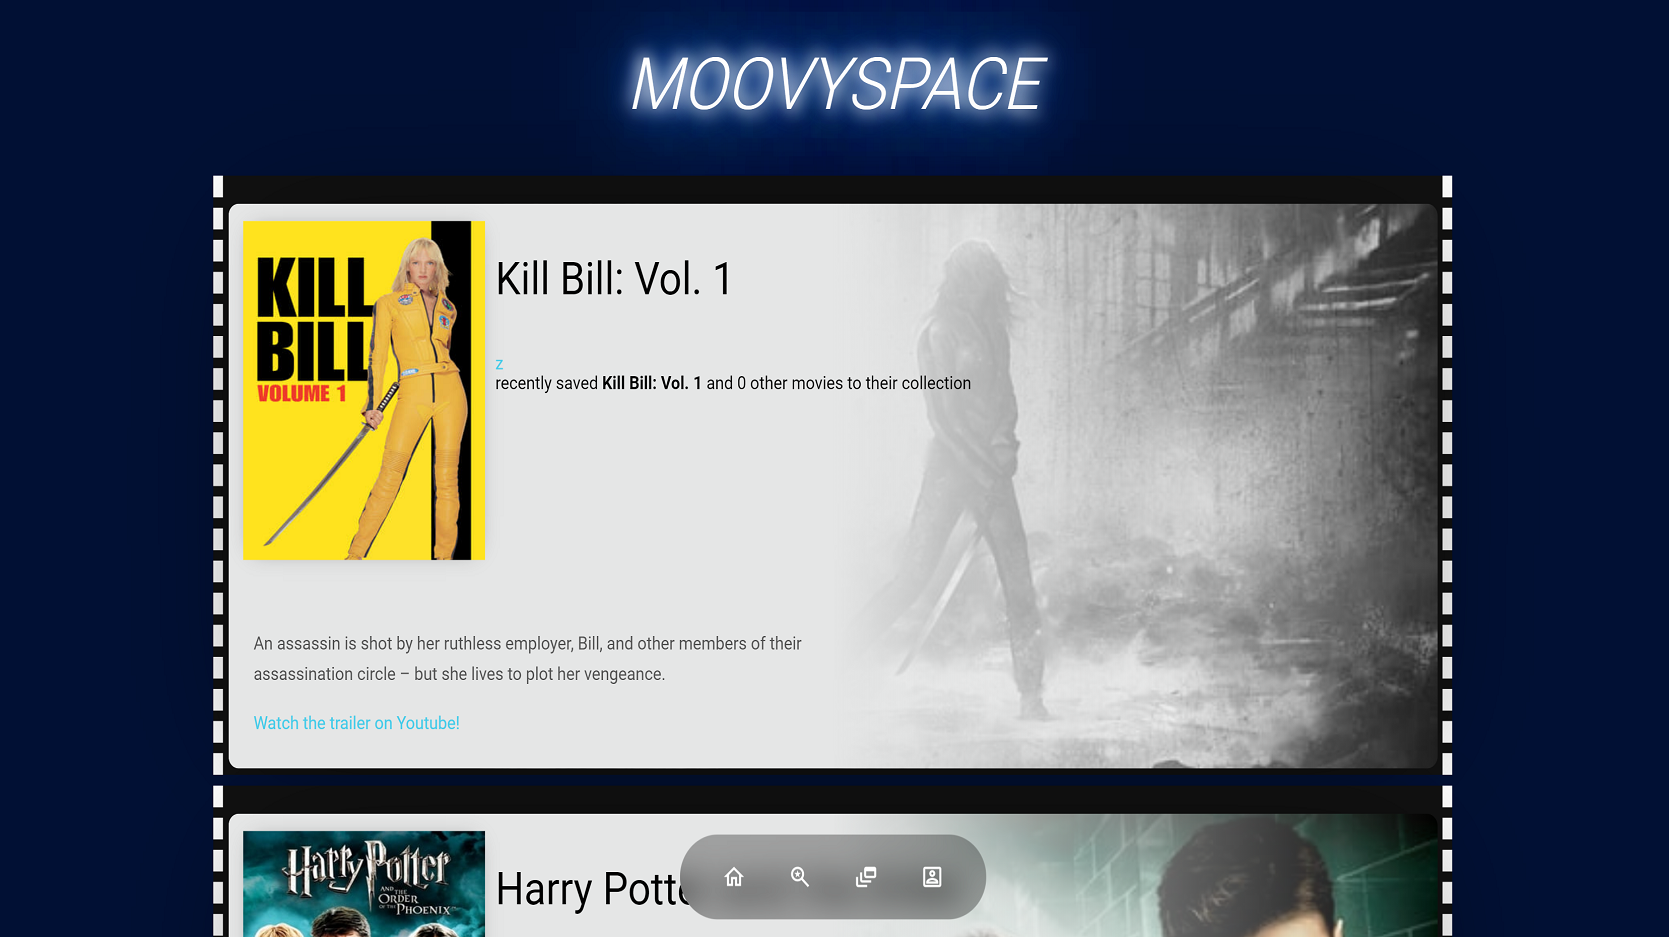 MOOVYSPACE
KILL
BILL
VOLUME 1
Kill Bill: Vol. 1
z
recently saved Kill Bill: Vol. 1 and 0 other movies to their collection
An assassin is shot by her ruthless employer, Bill, and other members of their
assassination circle – but she lives to plot her vengeance.
Watch the trailer on Youtube!
Harry Potter
AND THE
ORDER
OF THE
PHOENIX
Harry Potte